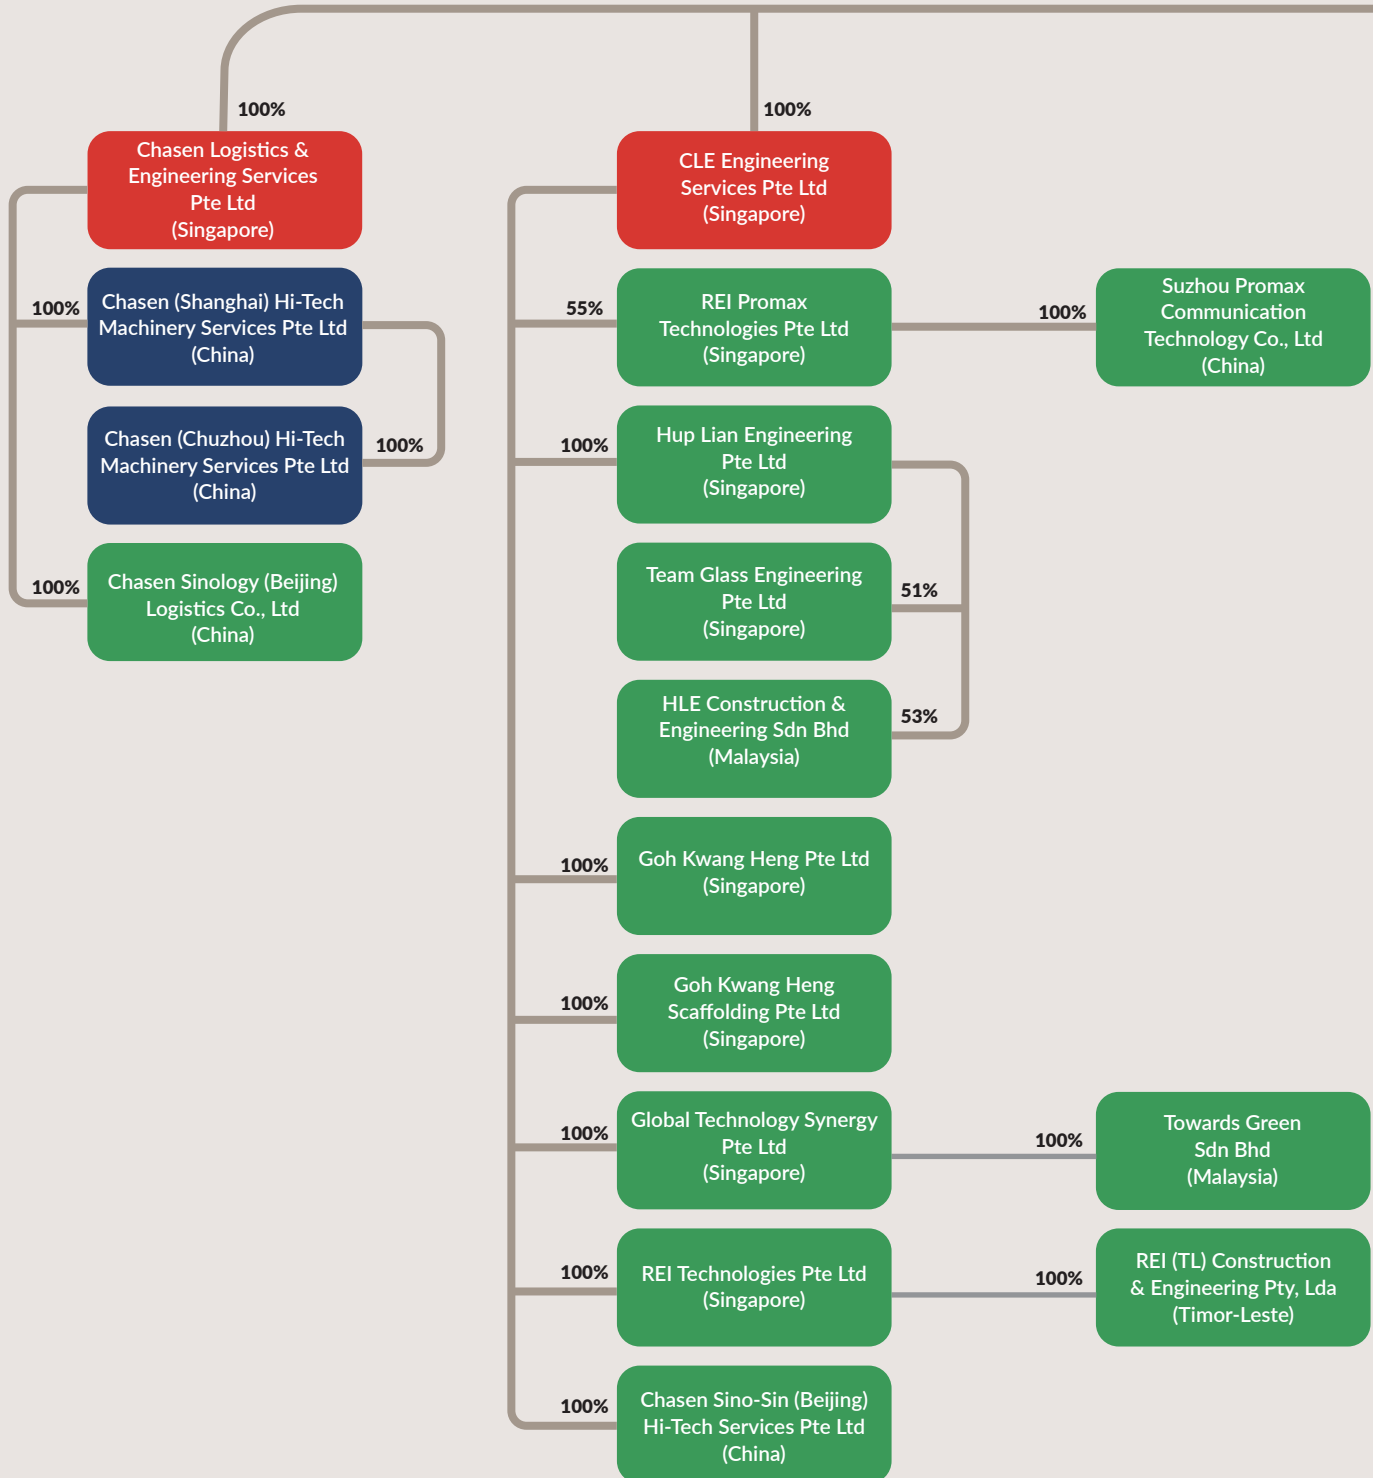 100%
Chasen Logistics &
Engineering Services
Pte Ltd
(Singapore)
100%
Chasen (Shanghai) Hi-Tech
Machinery Services Pte Ltd
(China)
Chasen (Chuzhou) Hi-Tech
Machinery Services Pte Ltd
(China)
100%
100%
Chasen Sinology (Beijing)
Logistics Co., Ltd
(China)
100%
CLE Engineering
Services Pte Ltd
(Singapore)
55%
REI Promax
Technologies Pte Ltd
(Singapore)
100%
Suzhou Promax
Communication
Technology Co., Ltd
(China)
100%
Hup Lian Engineering
Pte Ltd
(Singapore)
Team Glass Engineering
Pte Ltd
(Singapore)
51%
HLE Construction &
Engineering Sdn Bhd
(Malaysia)
53%
100%
Goh Kwang Heng Pte Ltd
(Singapore)
100%
Goh Kwang Heng
Scaffolding Pte Ltd
(Singapore)
100%
Global Technology Synergy
Pte Ltd
(Singapore)
100%
Towards Green
Sdn Bhd
(Malaysia)
100%
REI Technologies Pte Ltd
(Singapore)
100%
REI (TL) Construction
& Engineering Pty, Lda
(Timor-Leste)
100%
Chasen Sino-Sin (Beijing)
Hi-Tech Services Pte Ltd
(China)